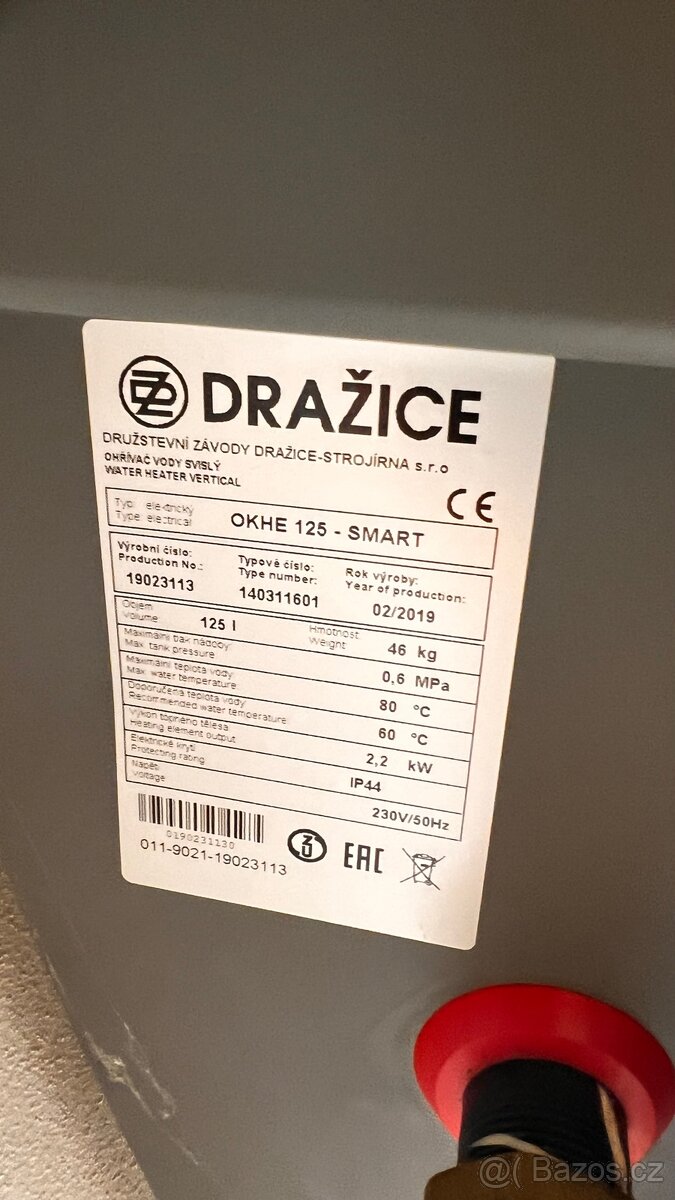 DRAŽICE
DRUŽSTEVNÍ ZÁVODY DRAŽICE-STROJÍRNA s.r.o
OHŘÍVAČ VODY SVISLÝ
WATER HEATER VERTICAL
CE
Typ: elektrický
Type: electrical
OKHE 125 - SMART
Výrobní číslo:
Production No.:
19023113
Typové číslo:
Type number:
140311601
Rok výroby:
Year of production:
02/2019
Objem
Volume
125 l
Hmotnost
Weight
46 kg
Maximální tlak nádoby
Max. tank pressure
0,6 MPa
Maximální teplota vody
Max. water temperature
80 °C
Doporučená teplota vody
Recommended water temperature
60 °C
Výkon topného tělesa
Heating element output
2,2 kW
Elektrické krytí
Protecting rating
IP44
Napětí
Voltage
230V/50Hz
0190231130
011-9021-19023113
EAC
@( Bazos.cz